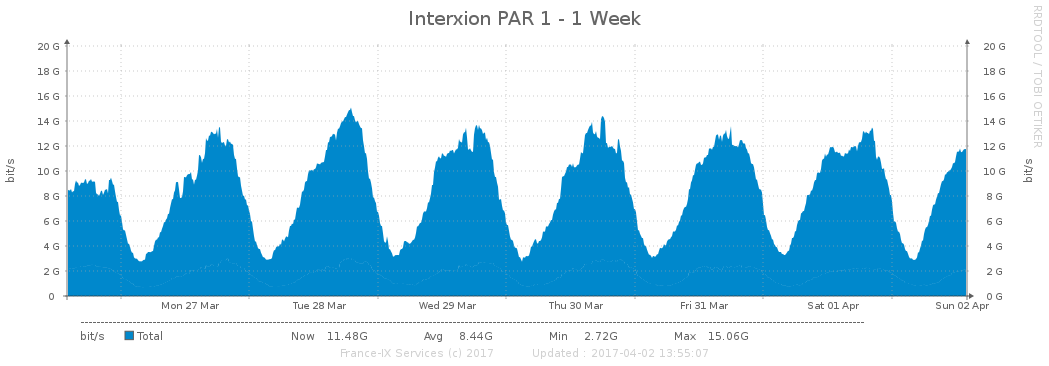 Interxion PAR 1 - 1 Week
RRDTOOL / TOBI OETIKER
20 G 20 G
18 G 18 G
16 G 16 G
14 G 14 G
12 G 12 G
10 G 10 G
8 G 8 G
6 G 6 G
4 G 4 G
2 G 2 G
0 0 G
bit/s
bit/s
Mon 27 Mar Tue 28 Mar Wed 29 Mar Thu 30 Mar Fri 31 Mar Sat 01 Apr Sun 02 Apr
bit/s Total Now 11.48G Avg 8.44G Min 2.72G Max 15.06G
France-IX Services (c) 2017 Updated : 2017-04-02 13:55:07